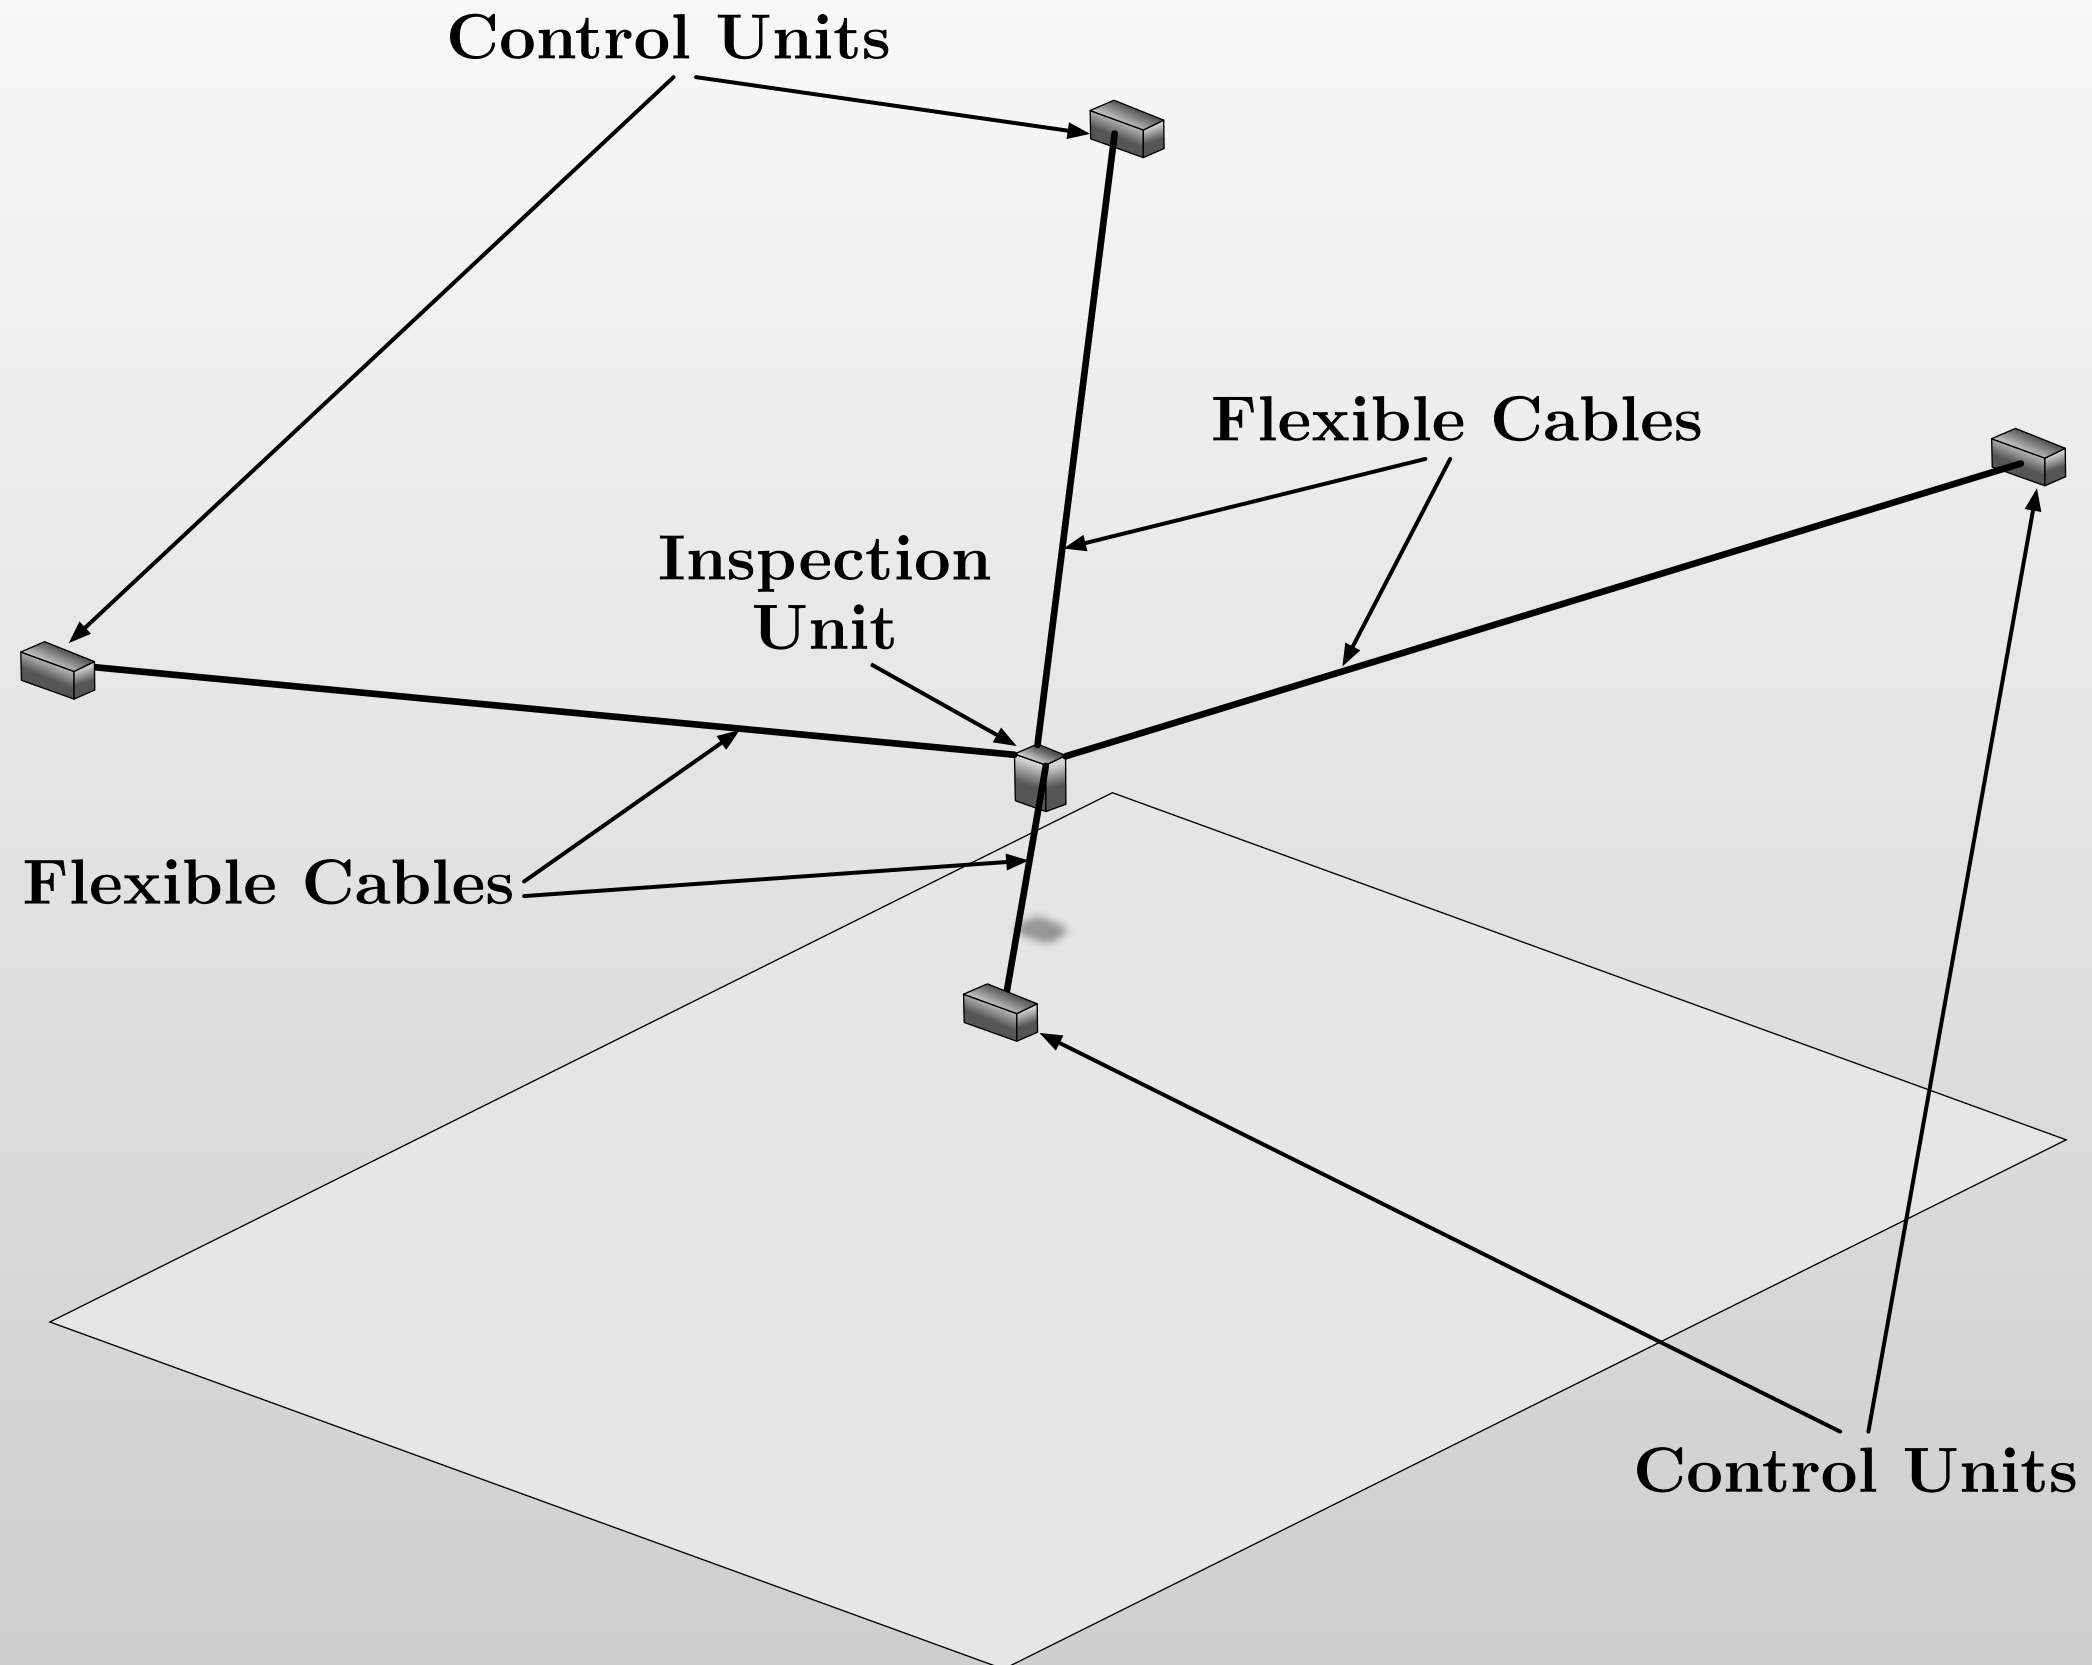 Control Units
Flexible Cables
Inspection
Unit
Flexible Cables
Control Units